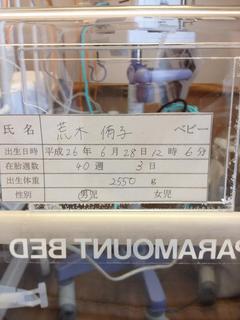 氏名 荒木 侑子 ベビー
出生日時 平成26年6月28日12時6分
在胎週数 40週 3日
出生体重 2550g
性別 男児 女児
PARAMOUNT BED